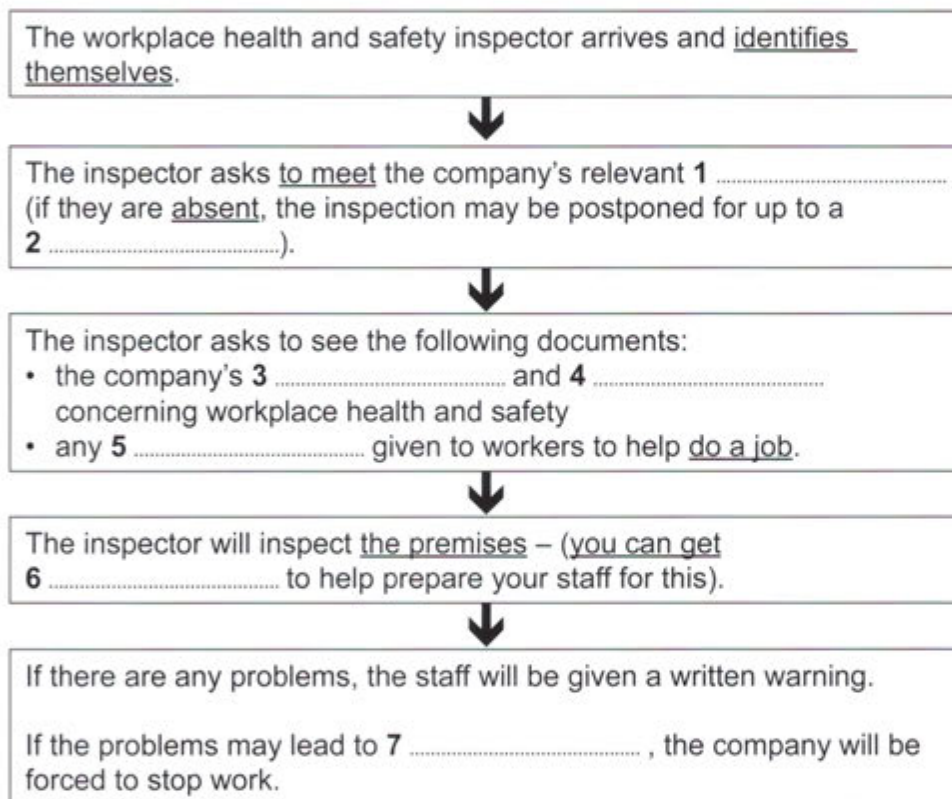 The workplace health and safety inspector arrives and identifies
themselves.
The inspector asks to meet the company's relevant 1 ........................................
(if they are absent, the inspection may be postponed for up to a
2 ........................................).
The inspector asks to see the following documents:
• the company's 3 ........................................ and 4 ........................................
concerning workplace health and safety
• any 5 ........................................ given to workers to help do a job.
The inspector will inspect the premises – (you can get
6 ........................................ to help prepare your staff for this).
If there are any problems, the staff will be given a written warning.
If the problems may lead to 7 ........................................ , the company will be
forced to stop work.